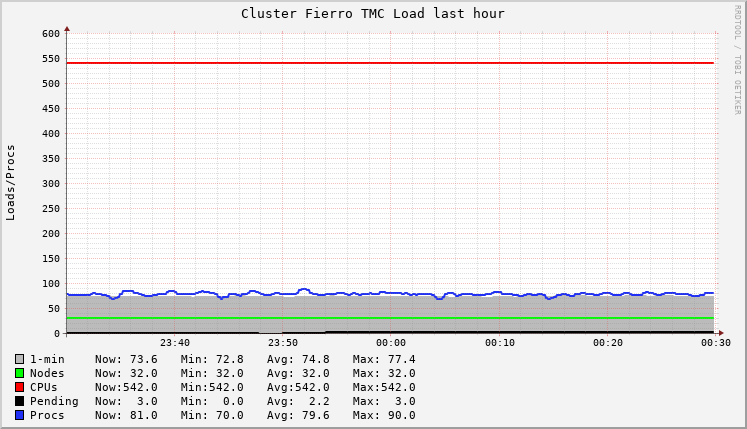 Cluster Fierro TMC Load last hour
RRDTOOL / TOBI OETIKER
Loads/Procs
600
550
500
450
400
350
300
250
200
150
100
50
0
23:40 23:50 00:00 00:10 00:20 00:30
1-min Now: 73.6 Min: 72.8 Avg: 74.8 Max: 77.4
Nodes Now: 32.0 Min: 32.0 Avg: 32.0 Max: 32.0
CPUs Now:542.0 Min:542.0 Avg:542.0 Max:542.0
Pending Now: 3.0 Min: 0.0 Avg: 2.2 Max: 3.0
Procs Now: 81.0 Min: 70.0 Avg: 79.6 Max: 90.0